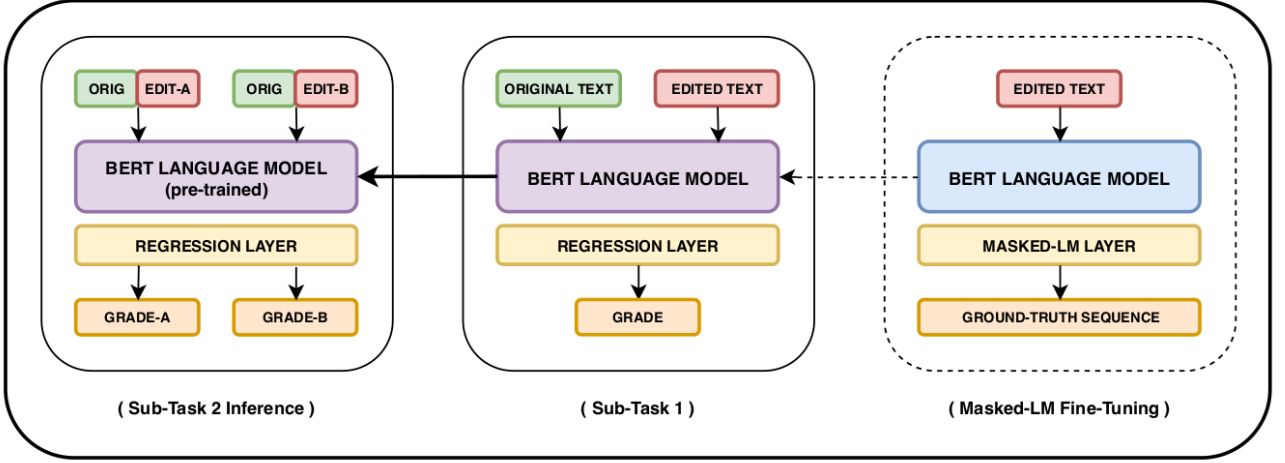 ORIG EDIT-A ORIG EDIT-B
BERT LANGUAGE MODEL
(pre-trained)
REGRESSION LAYER
GRADE-A GRADE-B
( Sub-Task 2 Inference )
ORIGINAL TEXT EDITED TEXT
BERT LANGUAGE MODEL
REGRESSION LAYER
GRADE
( Sub-Task 1 )
EDITED TEXT
BERT LANGUAGE MODEL
MASKED-LM LAYER
GROUND-TRUTH SEQUENCE
( Masked-LM Fine-Tuning )